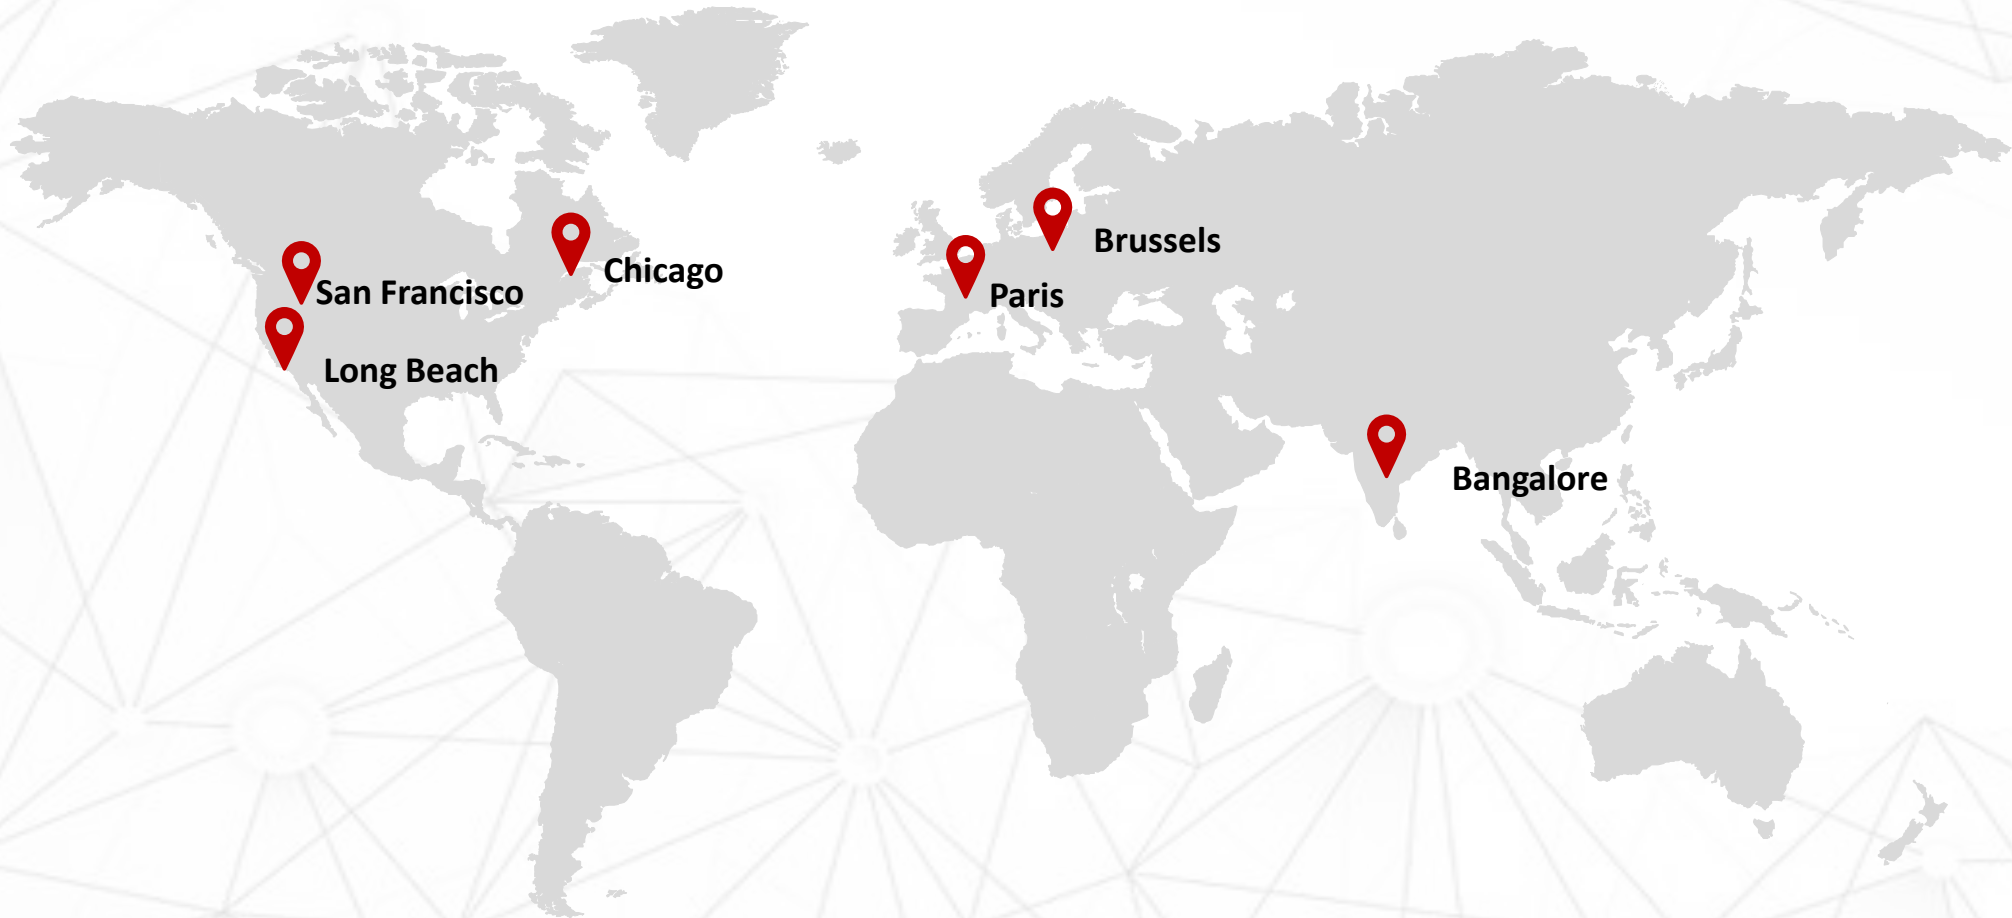 Brussels
Chicago
San Francisco
Paris
Long Beach
Bangalore